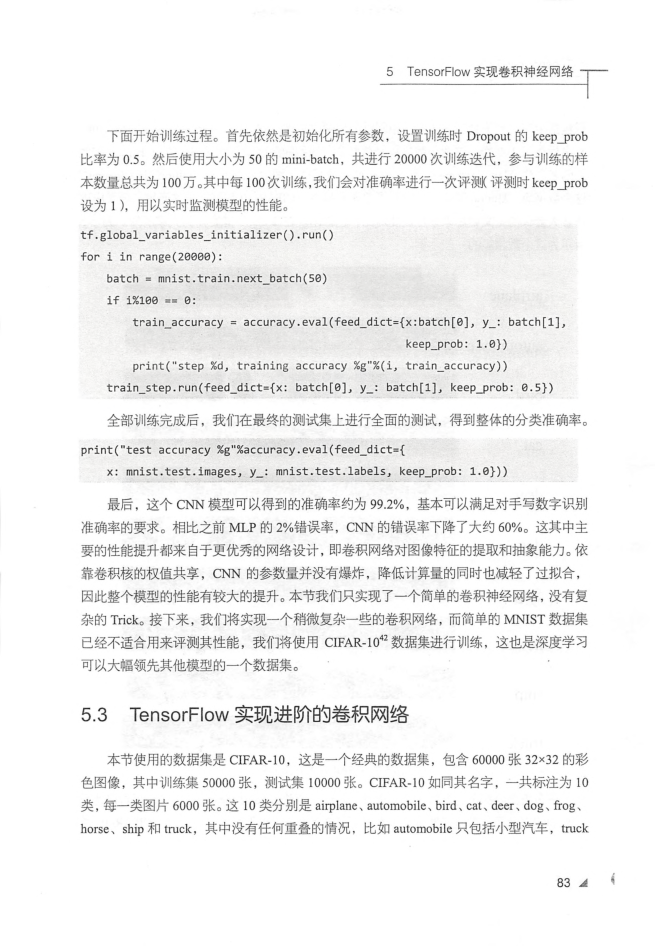 5 TensorFlow 实现卷积神经网络
下面开始训练过程。首先依然是初始化所有参数，设置训练时 Dropout 的 keep_prob
比率为 0.5。然后使用大小为 50 的 mini-batch，共进行 20000 次训练迭代，参与训练的样
本数量总共为 100 万。其中每 100 次训练，我们会对准确率进行一次评测（评测时 keep_prob
设为 1），用以实时监测模型的性能。
tf.global_variables_initializer().run()
for i in range(20000):
    batch = mnist.train.next_batch(50)
    if i%100 == 0:
        train_accuracy = accuracy.eval(feed_dict={x:batch[0], y_: batch[1],
                                                  keep_prob: 1.0})
        print("step %d, training accuracy %g"%(i, train_accuracy))
    train_step.run(feed_dict={x: batch[0], y_: batch[1], keep_prob: 0.5})
全部训练完成后，我们在最终的测试集上进行全面的测试，得到整体的分类准确率。
print("test accuracy %g"%accuracy.eval(feed_dict={
    x: mnist.test.images, y_: mnist.test.labels, keep_prob: 1.0}))
最后，这个 CNN 模型可以得到的准确率约为 99.2%，基本可以满足对手写数字识别
准确率的要求。相比之前 MLP 的 2%错误率，CNN 的错误率下降了大约 60%。这其中主
要的性能提升都来自于更优秀的网络设计，即卷积网络对图像特征的提取和抽象能力。依
靠卷积核的权值共享，CNN 的参数量并没有爆炸，降低计算量的同时也减轻了过拟合，
因此整个模型的性能有较大的提升。本节我们只实现了一个简单的卷积神经网络，没有复
杂的 Trick。接下来，我们将实现一个稍微复杂一些的卷积网络，而简单的 MNIST 数据集
已经不适合用来评测其性能，我们将使用 CIFAR-10⁴² 数据集进行训练，这也是深度学习
可以大幅领先其他模型的一个数据集。
5.3 TensorFlow 实现进阶的卷积网络
本节使用的数据集是 CIFAR-10，这是一个经典的数据集，包含 60000 张 32×32 的彩
色图像，其中训练集 50000 张，测试集 10000 张。CIFAR-10 如同其名字，一共标注为 10
类，每一类图片 6000 张。这 10 类分别是 airplane、automobile、bird、cat、deer、dog、frog、
horse、ship 和 truck，其中没有任何重叠的情况，比如 automobile 只包括小型汽车，truck
83